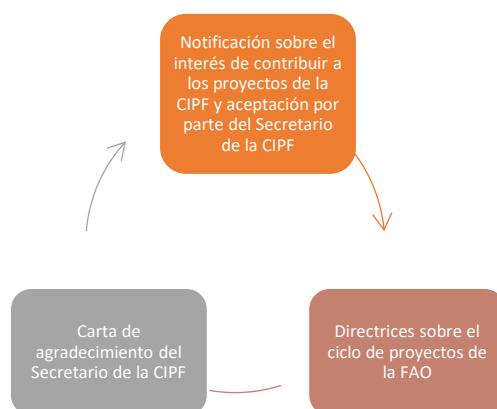 Notificación sobre el
interés de contribuir a
los proyectos de la
CIPF y aceptación por
parte del Secretario
de la CIPF
Carta de
agradecimiento del
Secretario de la CIPF
Directrices sobre el
ciclo de proyectos de
la FAO